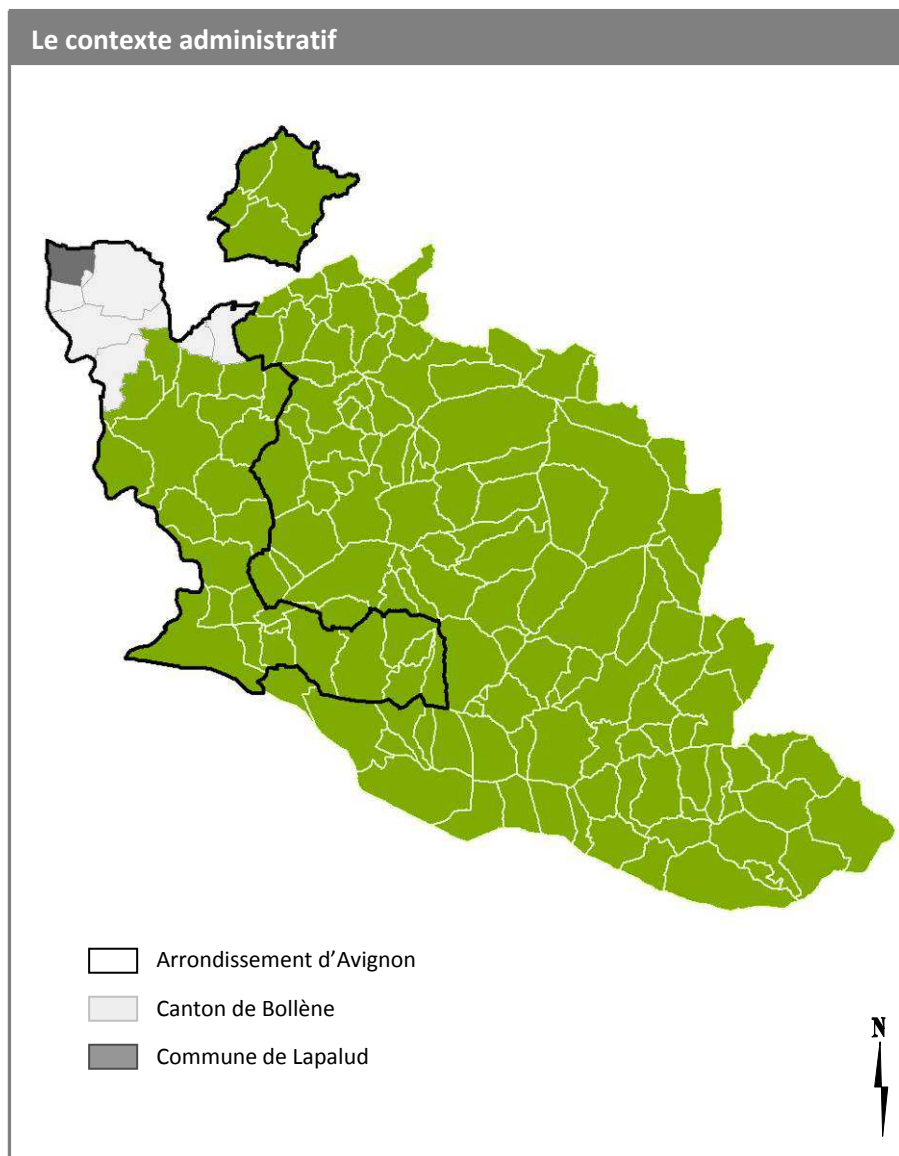 Le contexte administratif
Arrondissement d'Avignon
Canton de Bollène
Commune de Lapalud
N